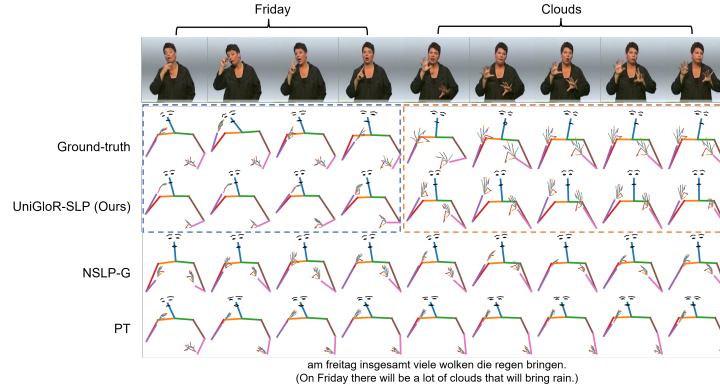 Friday
Clouds
Ground-truth
UniGloR-SLP (Ours)
NSLP-G
PT
am freitag insgesamt viele wolken die regen bringen.
(On Friday there will be a lot of clouds that will bring rain.)